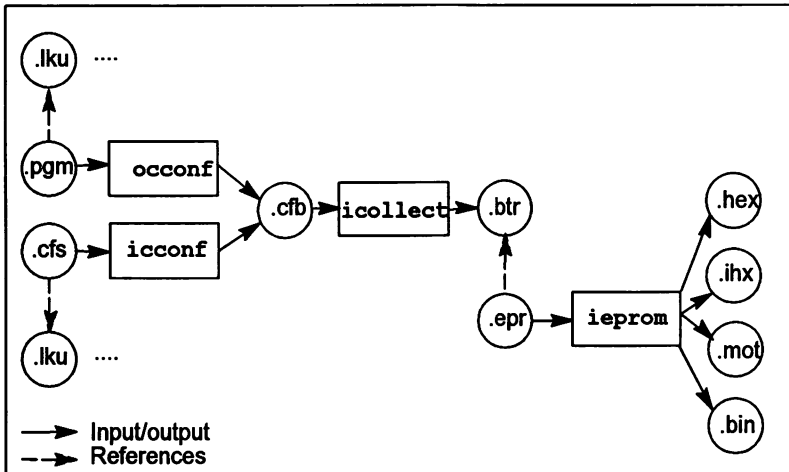 .lku ....
.pgm occonf
.cfb icollect .btr .hex
.cfs icconf
.ihx
.epr ieprom
.mot
.lku ....
.bin
Input/output
References